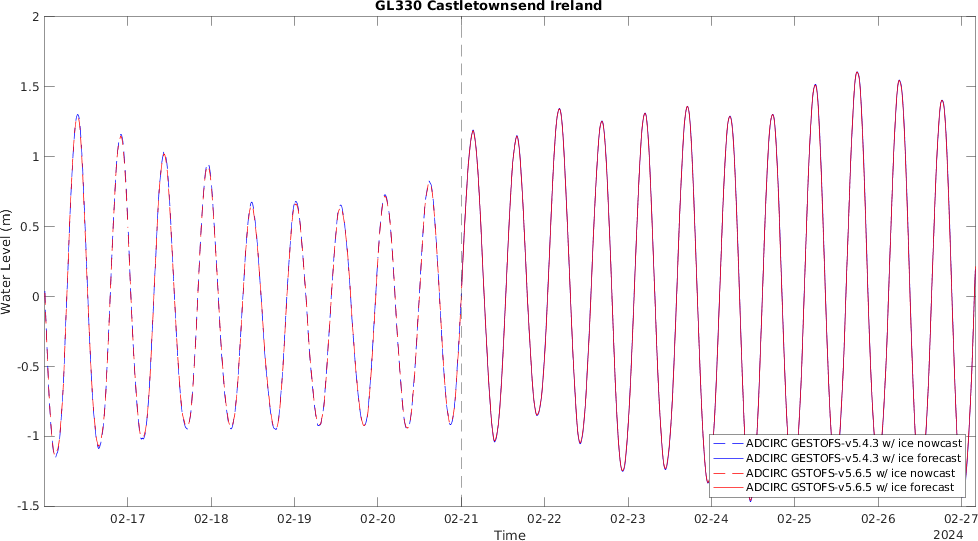 GL330 Castletownsend Ireland
2
1.5
1
0.5
0
-0.5
-1
-1.5
Water Level (m)
ADCIRC GESTOFS-v5.4.3 w/ ice nowcast
ADCIRC GESTOFS-v5.4.3 w/ ice forecast
ADCIRC GSTOFS-v5.6.5 w/ ice nowcast
ADCIRC GSTOFS-v5.6.5 w/ ice forecast
02-17 02-18 02-19 02-20 02-21 02-22 02-23 02-24 02-25 02-26 02-27
Time
2024